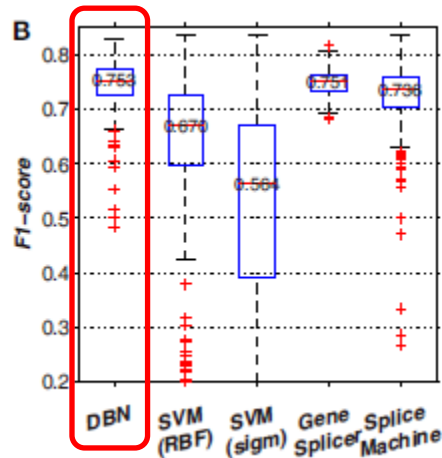 B
F1-score
0.8
0.7
0.6
0.5
0.4
0.3
0.2
0.753
0.670
0.564
0.751
0.736
DBN
SVM
(RBF)
SVM
(sigm)
Gene
Splicer
Splice
Machine